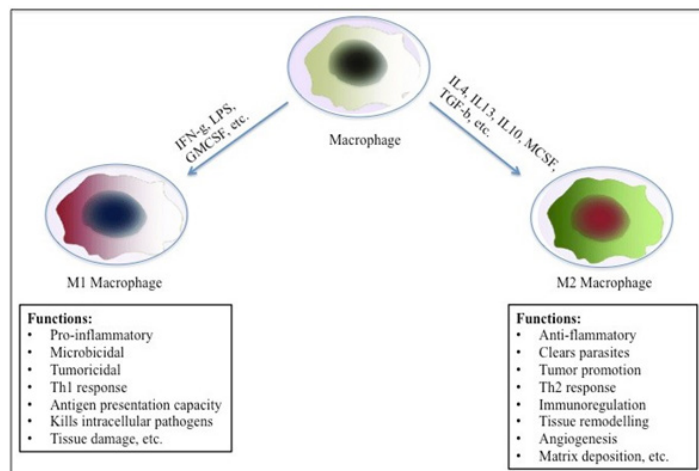 Macrophage
IFN-g, LPS,
GMCSF, etc.
IL4, IL13, IL10, MCSF,
TGF-b, etc.
M1 Macrophage
M2 Macrophage
Functions:
• Pro-inflammatory
• Microbicidal
• Tumoricidal
• Th1 response
• Antigen presentation capacity
• Kills intracellular pathogens
• Tissue damage, etc.
Functions:
• Anti-flammatory
• Clears parasites
• Tumor promotion
• Th2 response
• Immunoregulation
• Tissue remodelling
• Angiogenesis
• Matrix deposition, etc.